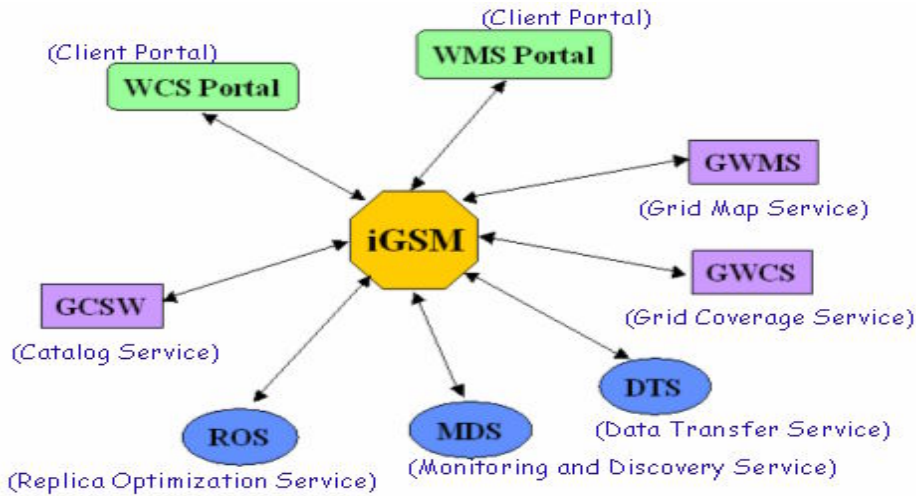 (Client Portal)
WMS Portal
(Client Portal)
WCS Portal
GWMS
(Grid Map Service)
iGSM
GWCS
(Grid Coverage Service)
GCSW
(Catalog Service)
DTS
(Data Transfer Service)
ROS
(Replica Optimization Service)
MDS
(Monitoring and Discovery Service)